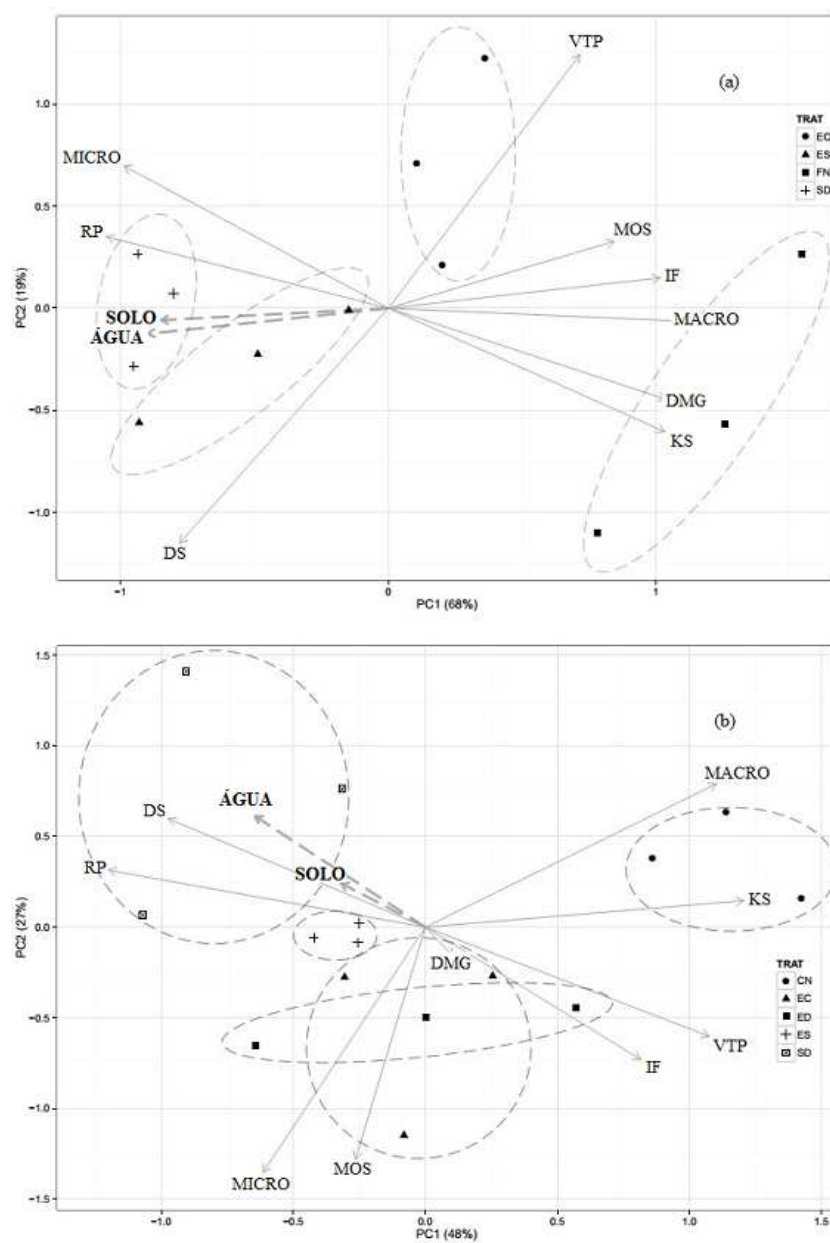 VTP
(a)
1.0
TRAT
EC
ES
FN
SD
MICRO
0.5
RP
MOS
IF
PC2 (19%)
0.0
SOLO
MACRO
ÁGUA
DMG
−0.5
KS
−1.0
DS
−1
0
1
PC1 (68%)
1.5
(b)
1.0
MACRO
ÁGUA
DS
0.5
SOLO
RP
KS
PC2 (27%)
0.0
DMG
TRAT
CN
EC
ED
ES
SD
−0.5
VTP
IF
−1.0
MOS
MICRO
−1.5
−1.0
−0.5
0.0
0.5
1.0
1.5
PC1 (48%)